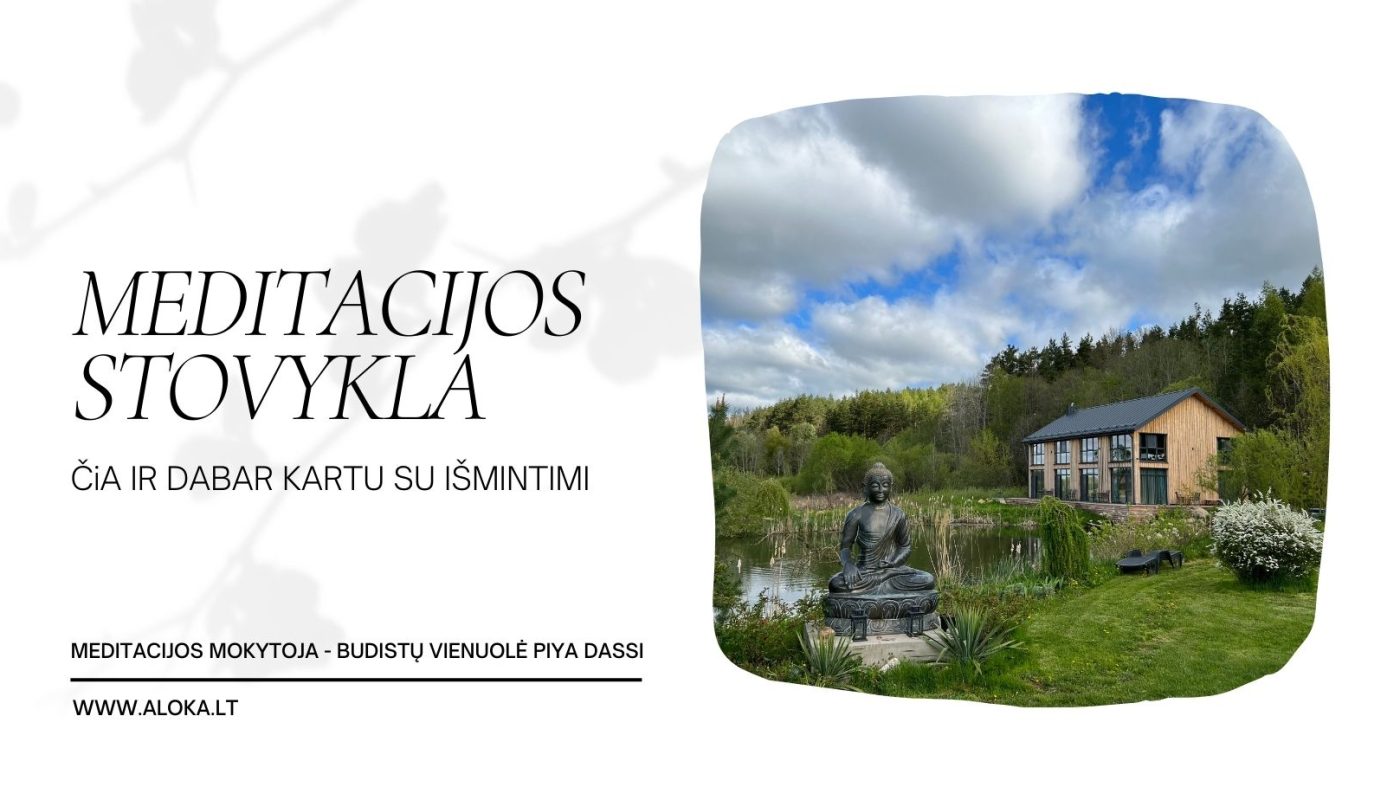 MEDITACIJOS
STOVYKLA
ČiA IR DABAR KARTU SU IŠMINTIMI
MEDITACIJOS MOKYTOJA - BUDISTŲ VIENUOLĖ PIYA DASSI
WWW.ALOKA.LT